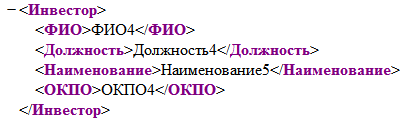 −<Инвестор>
<ФИО>ФИО4</ФИО>
<Должность>Должность4</Должность>
<Наименование>Наименование5</Наименование>
<ОКПО>ОКПО4</ОКПО>
</Инвестор>